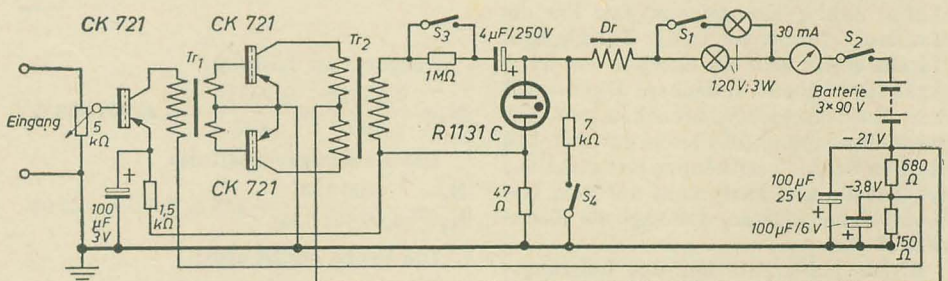 CK 721
CK 721
CK 721
Eingang
5
kΩ
100
µF
3V
+
1,5
kΩ
Tr1
Tr2
S3
1MΩ
4µF/250V
+
R1131C
47
Ω
7
kΩ
S4
Dr
S1
120V;3W
30 mA
S2
Batterie
3×90 V
–21 V
680
Ω
–3,8V
100µF
25V
+
100µF/6V
+
150
Ω